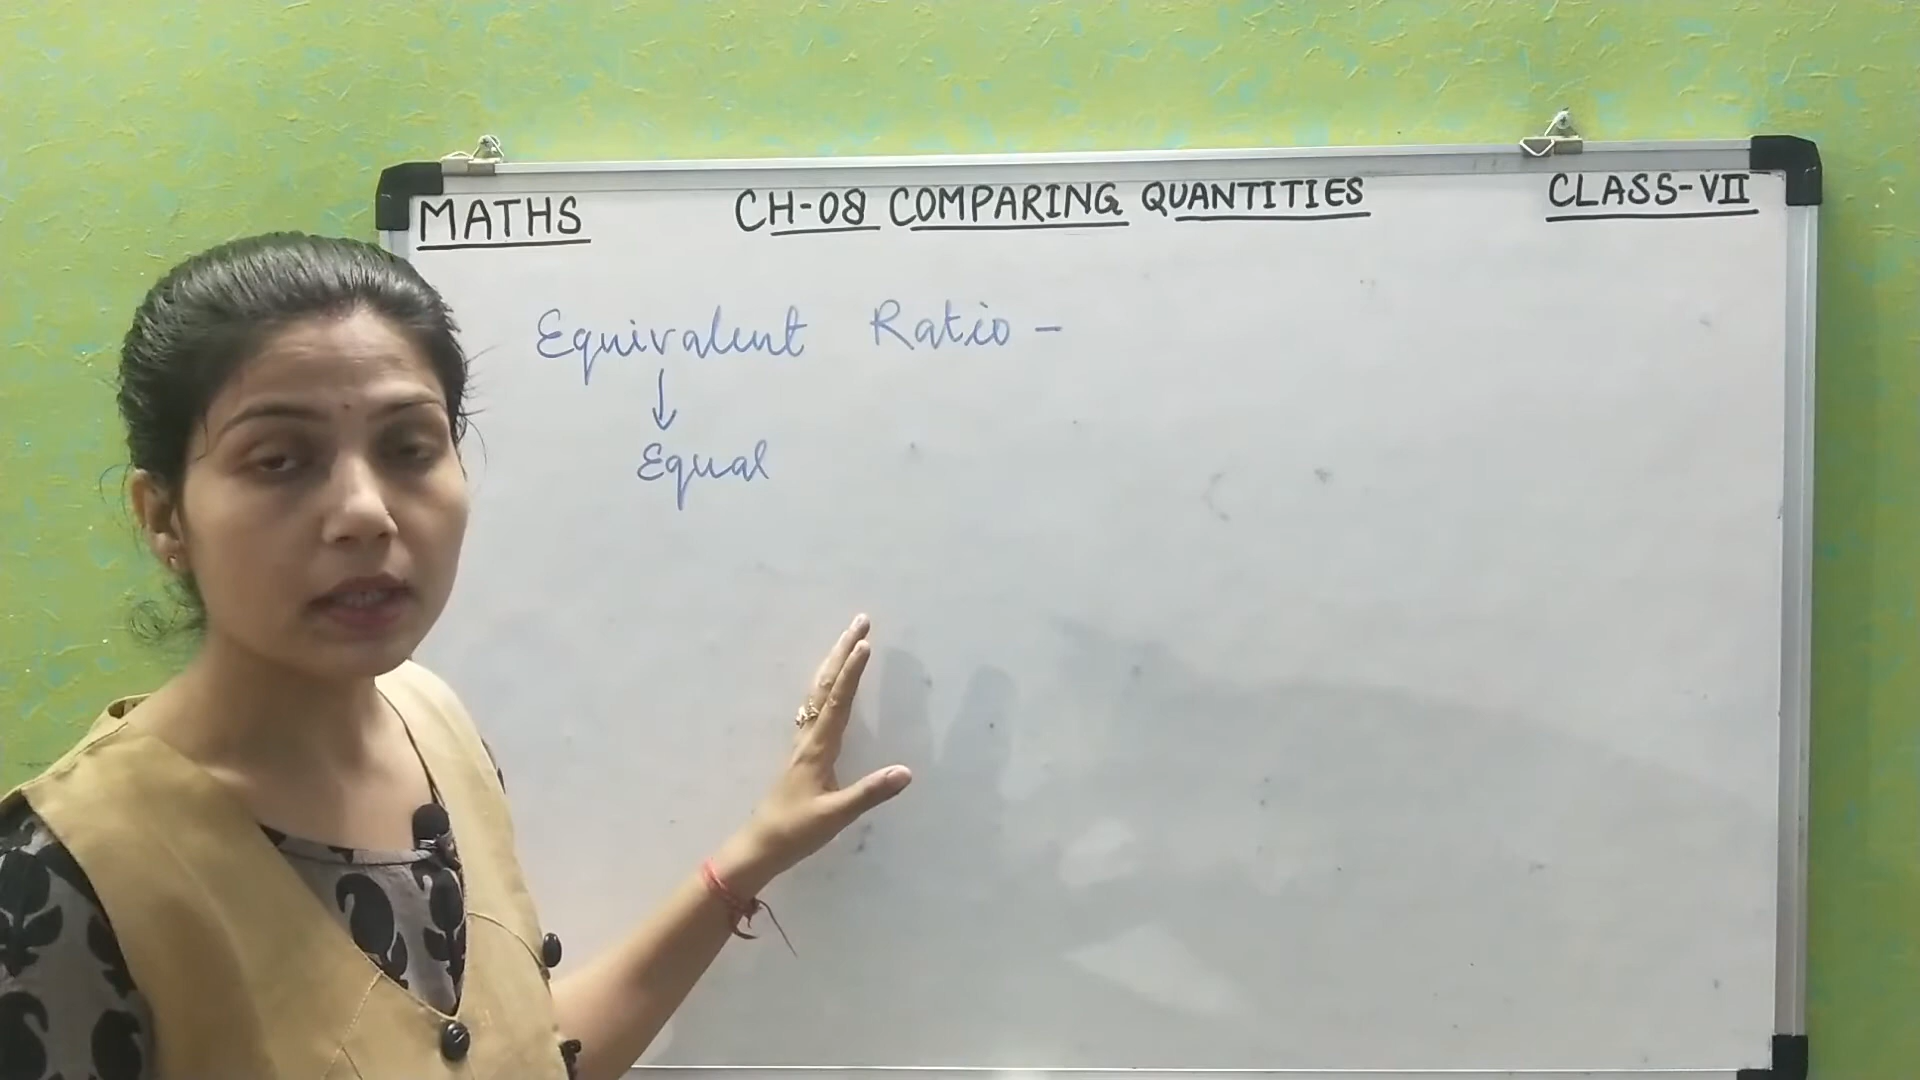 MATHS CH-08 COMPARING QUANTITIES CLASS-VII
Equivalent Ratio -
↓
Equal